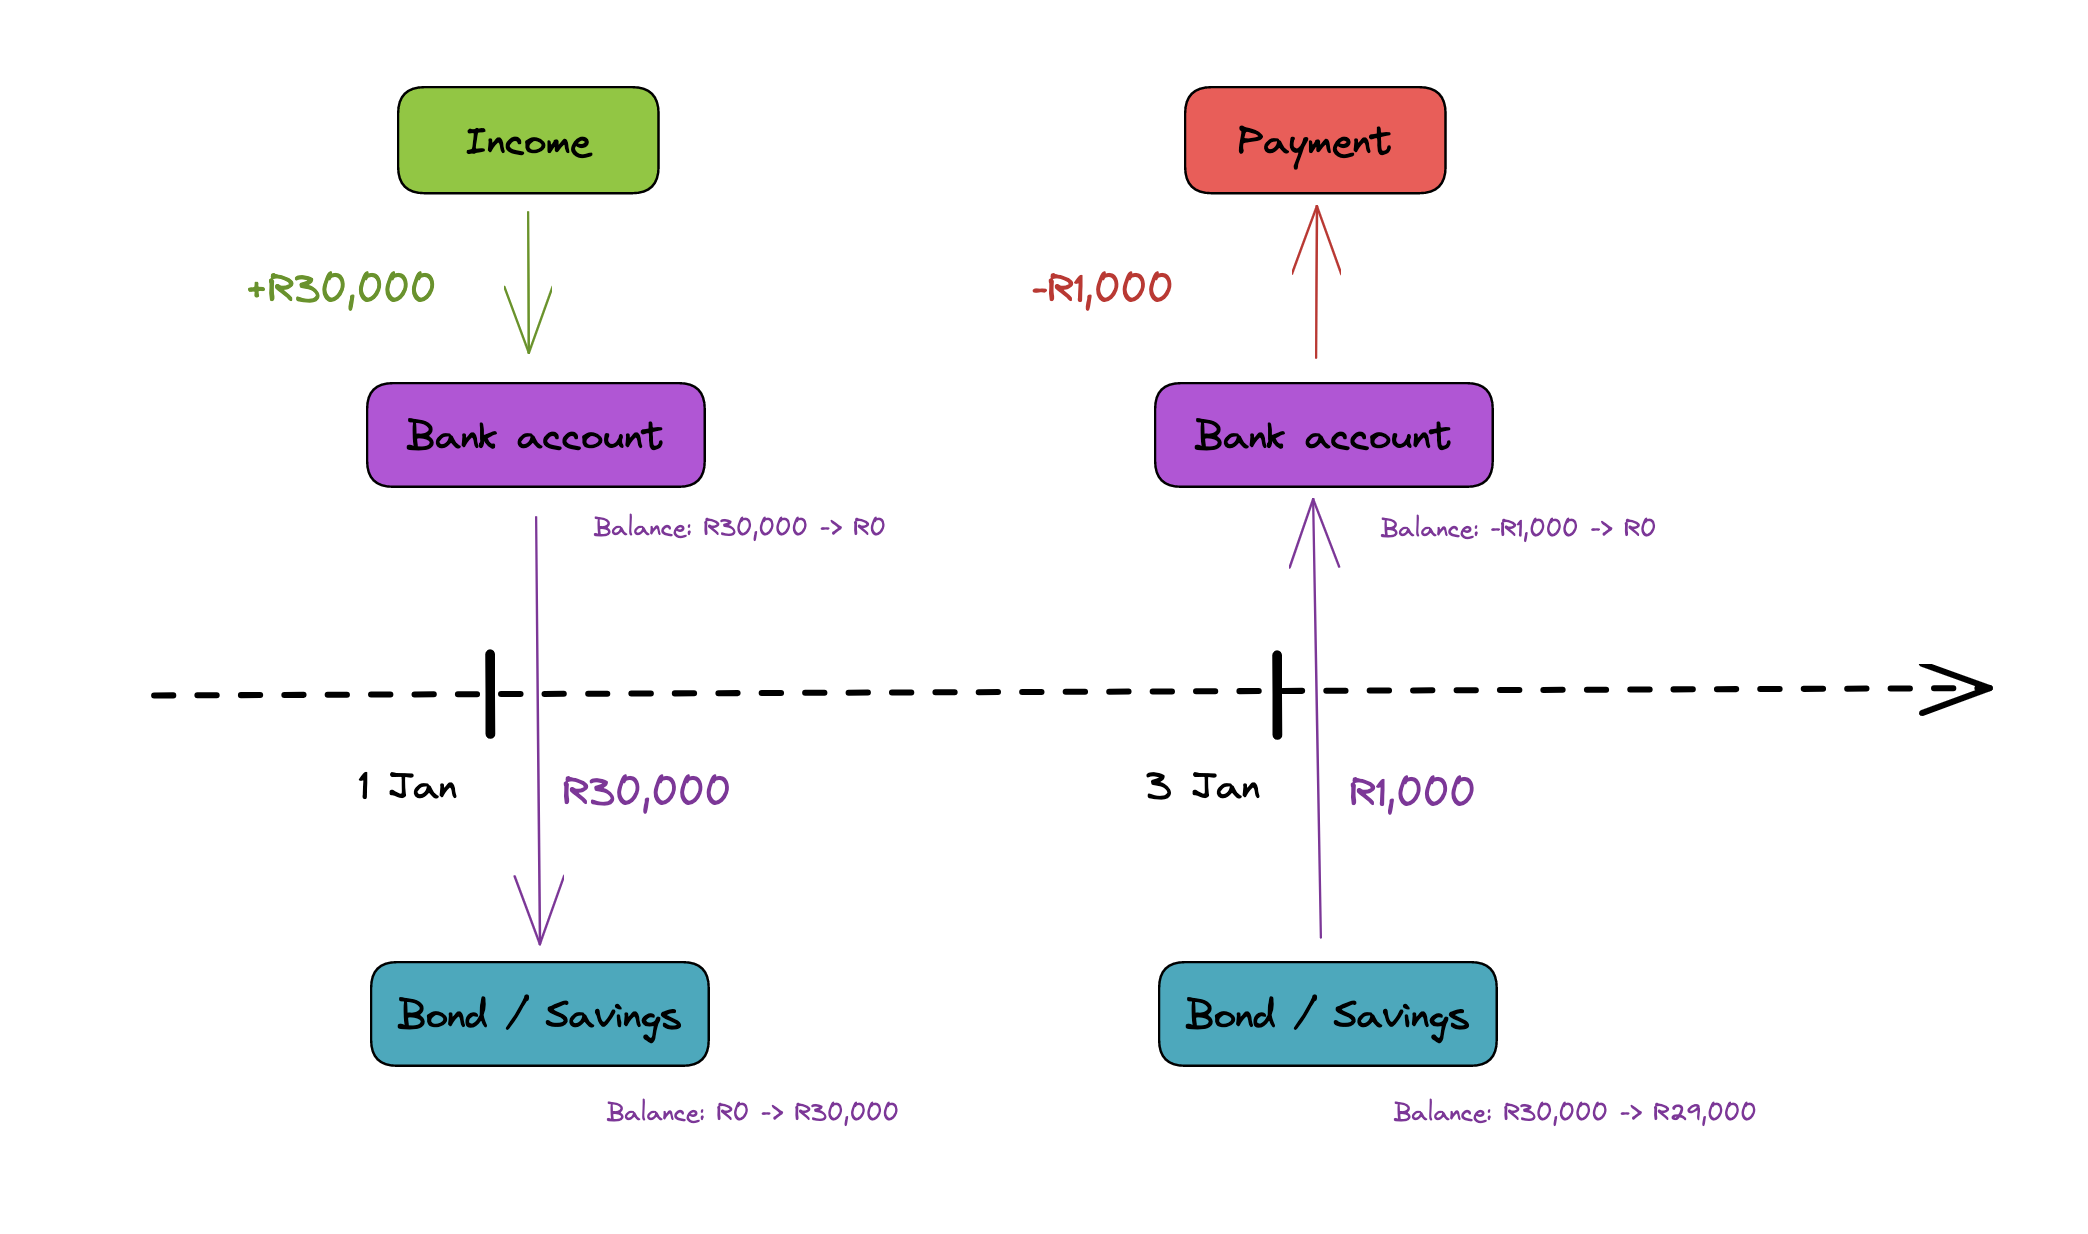 Income
Payment
+R30,000
-R1,000
Bank account
Bank account
Balance: R30,000 -> R0
Balance: -R1,000 -> R0
1 Jan
R30,000
3 Jan
R1,000
Bond / Savings
Bond / Savings
Balance: R0 -> R30,000
Balance: R30,000 -> R29,000